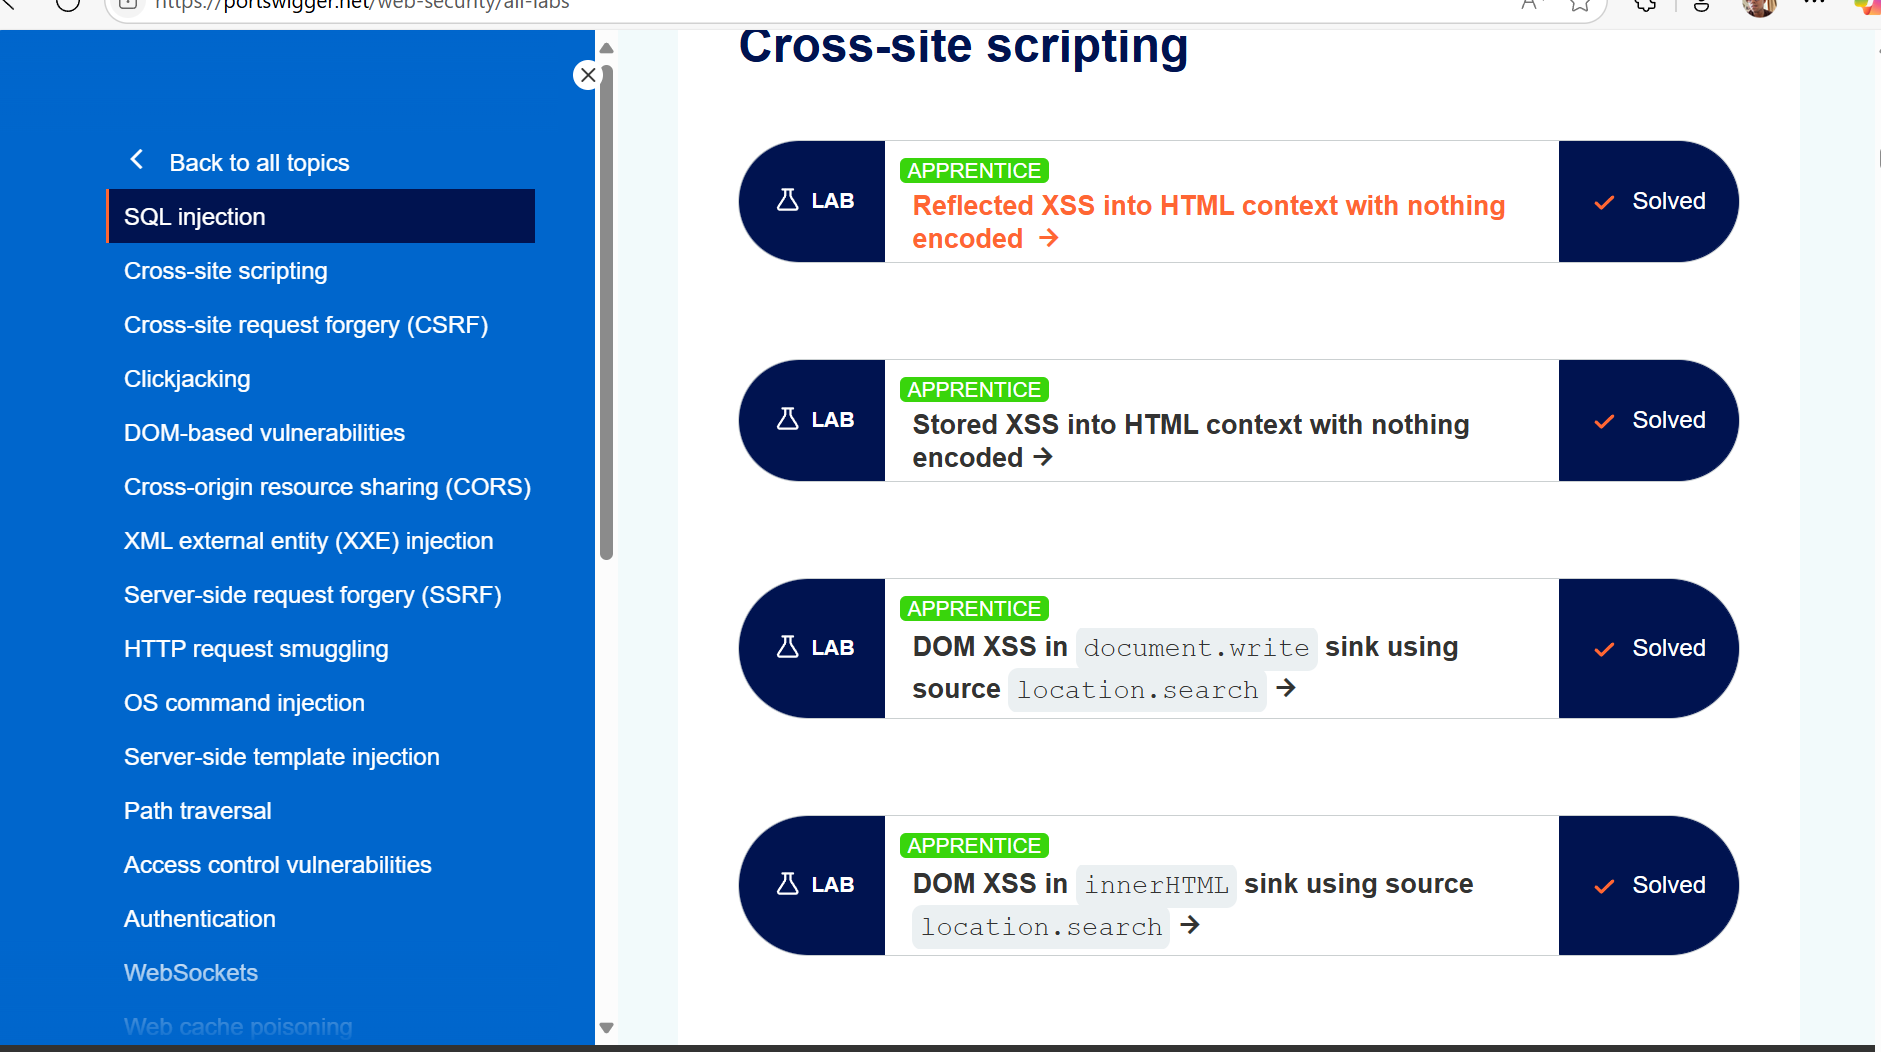 https://portswigger.net/web-security/all-labs
Back to all topics
SQL injection
Cross-site scripting
Cross-site request forgery (CSRF)
Clickjacking
DOM-based vulnerabilities
Cross-origin resource sharing (CORS)
XML external entity (XXE) injection
Server-side request forgery (SSRF)
HTTP request smuggling
OS command injection
Server-side template injection
Path traversal
Access control vulnerabilities
Authentication
WebSockets
Web cache poisoning
Cross-site scripting
LAB
APPRENTICE
Reflected XSS into HTML context with nothing
encoded →
Solved
LAB
APPRENTICE
Stored XSS into HTML context with nothing
encoded →
Solved
LAB
APPRENTICE
DOM XSS in document.write sink using
source location.search →
Solved
LAB
APPRENTICE
DOM XSS in innerHTML sink using source
location.search →
Solved